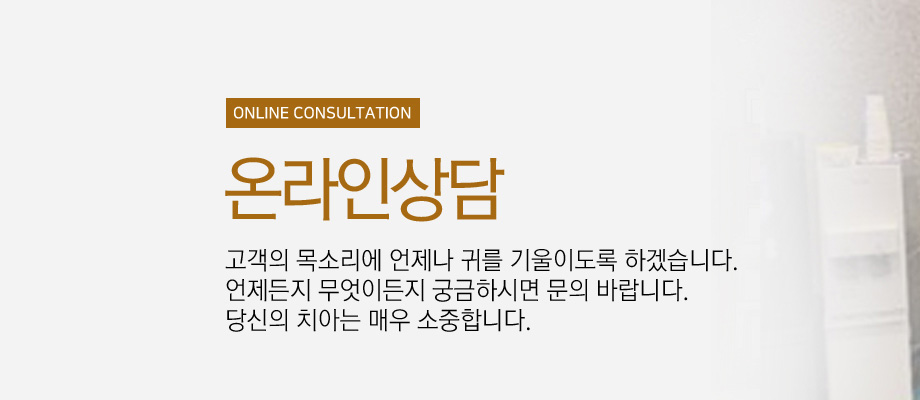 ONLINE CONSULTATION
온라인상담
고객의 목소리에 언제나 귀를 기울이도록 하겠습니다.
언제든지 무엇이든지 궁금하시면 문의 바랍니다.
당신의 치아는 매우 소중합니다.